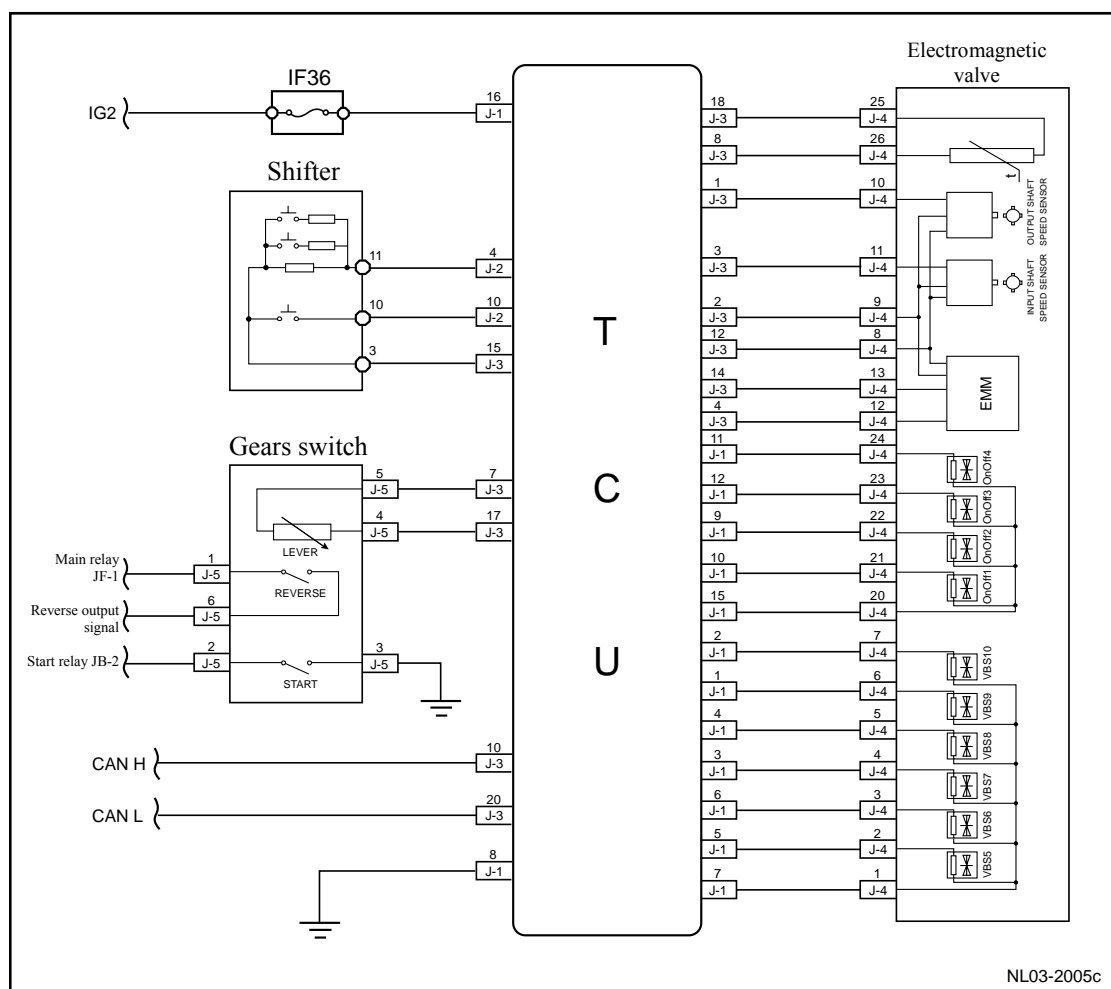 IF36
IG2
16
J-1
Shifter
11
4
J-2
10
10
J-2
3
15
J-3
Gears switch
5
J-5
7
J-3
4
J-5
17
J-3
LEVER
Main relay
JF-1
1
J-5
REVERSE
Reverse output
signal
6
J-5
Start relay JB-2
2
J-5
3
J-5
START
CAN H
10
J-3
CAN L
20
J-3
8
J-1
T
C
U
Electromagnetic
valve
18
J-3
25
J-4
8
J-3
26
J-4
t
1
J-3
10
J-4
OUTPUT SHAFT
SPEED SENSOR
3
J-3
11
J-4
INPUT SHAFT
SPEED SENSOR
2
J-3
9
J-4
12
J-3
8
J-4
14
J-3
13
J-4
EMM
4
J-3
12
J-4
11
J-1
24
J-4
OnOff4
12
J-1
23
J-4
OnOff3
9
J-1
22
J-4
OnOff2
10
J-1
21
J-4
OnOff1
15
J-1
20
J-4
2
J-1
7
J-4
VBS10
1
J-1
6
J-4
VBS9
4
J-1
5
J-4
VBS8
3
J-1
4
J-4
VBS7
6
J-1
3
J-4
VBS6
5
J-1
2
J-4
VBS5
7
J-1
1
J-4
NL03-2005c